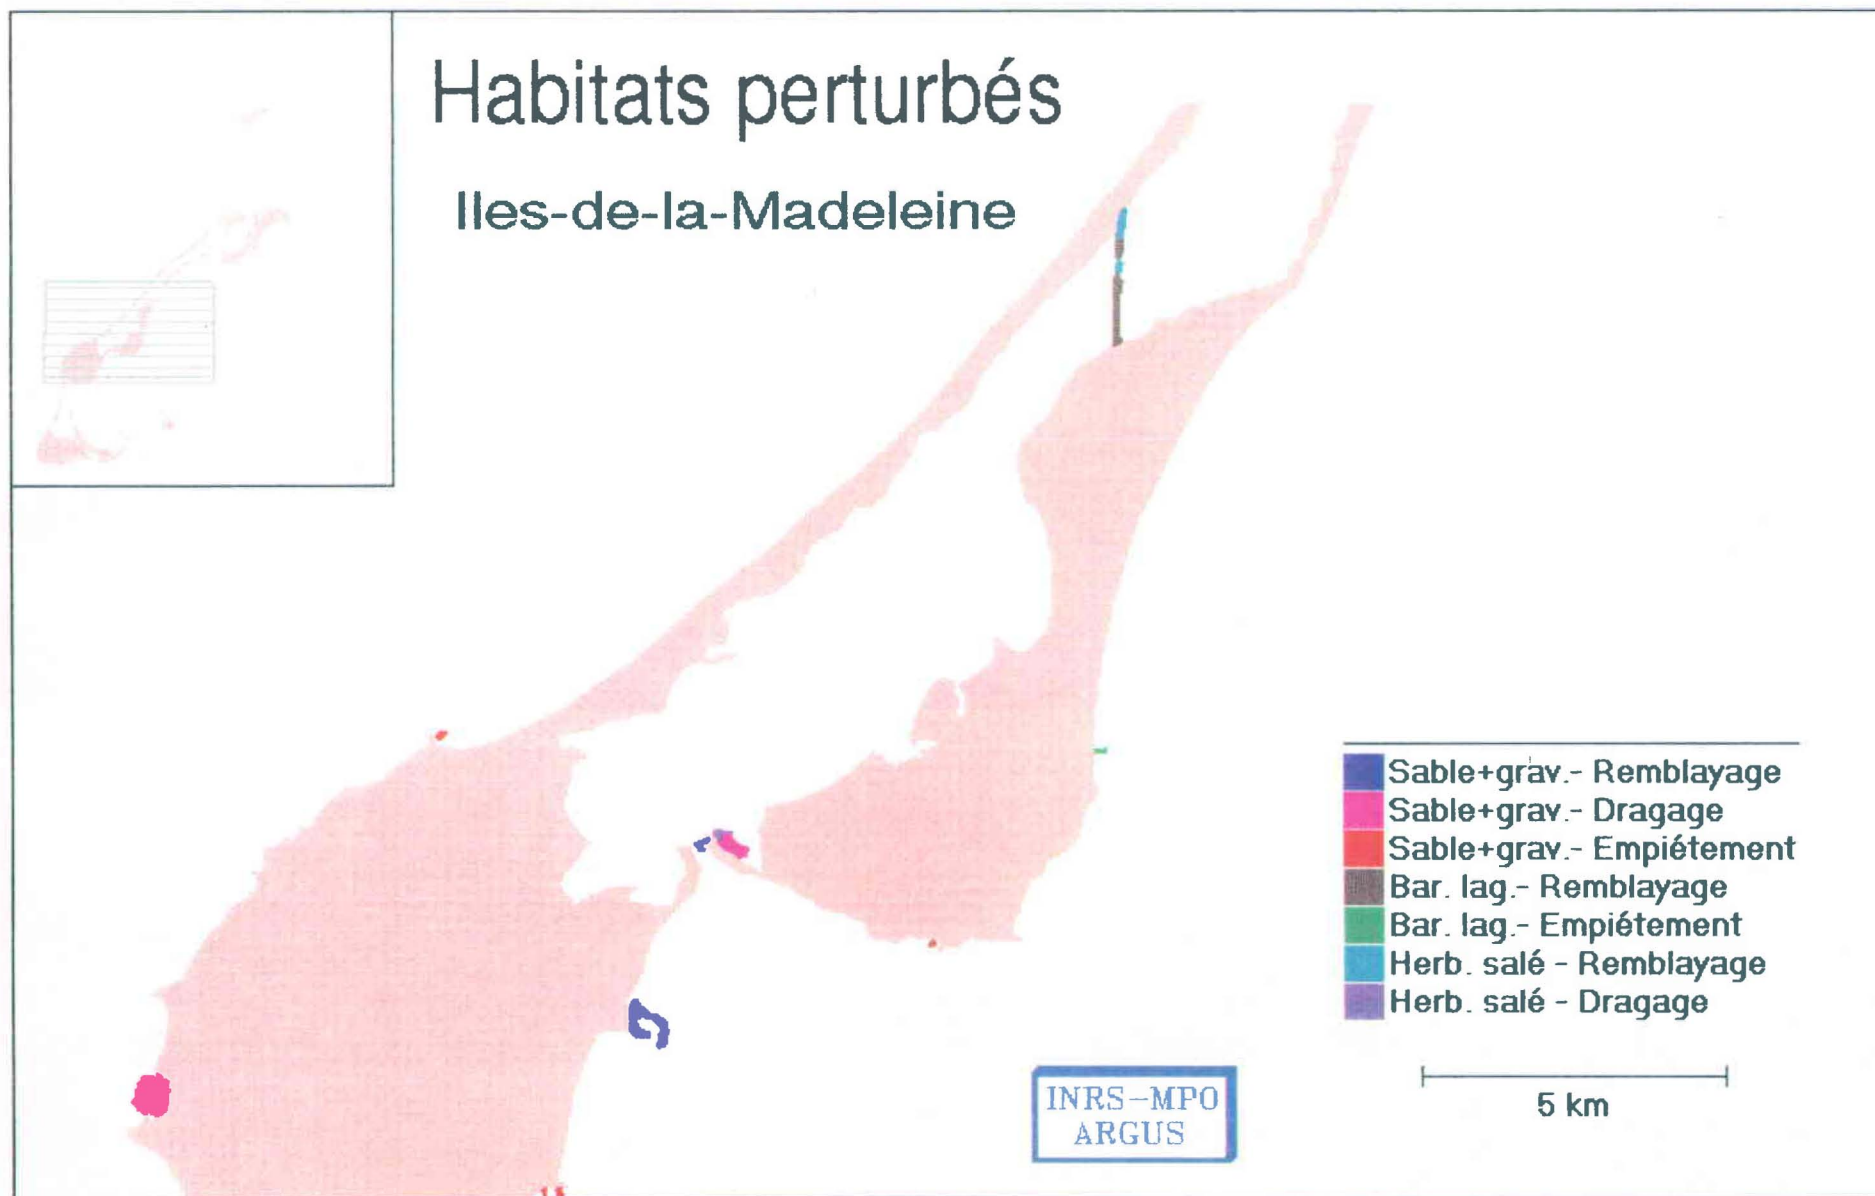 Habitats perturbés
Iles-de-la-Madeleine
Sable+grav.- Remblayage
Sable+grav.- Dragage
Sable+grav.- Empiétement
Bar. lag.- Remblayage
Bar. lag.- Empiétement
Herb. salé - Remblayage
Herb. salé - Dragage
5 km
INRS-MPO
ARGUS